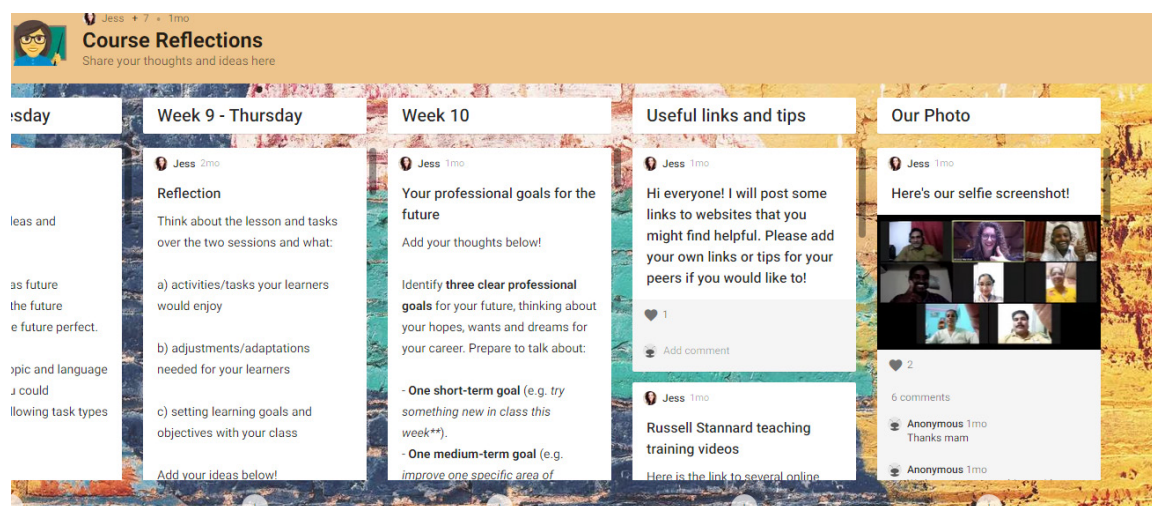 Jess + 7 • 1mo
Course Reflections
Share your thoughts and ideas here
esday
eas and
as future
the future
e future perfect.
opic and language
u could
llowing task types
Week 9 - Thursday
Jess 2mo
Reflection
Think about the lesson and tasks
over the two sessions and what:
a) activities/tasks your learners
would enjoy
b) adjustments/adaptations
needed for your learners
c) setting learning goals and
objectives with your class
Add your ideas below!
Week 10
Jess 1mo
Your professional goals for the
future
Add your thoughts below!
Identify three clear professional
goals for your future, thinking about
your hopes, wants and dreams for
your career. Prepare to talk about:
- One short-term goal (e.g. try
something new in class this
week**).
- One medium-term goal (e.g.
improve one specific area of
Useful links and tips
Jess 1mo
Hi everyone! I will post some
links to websites that you
might find helpful. Please add
your own links or tips for your
peers if you would like to!
1
Add comment
Jess 1mo
Russell Stannard teaching
training videos
Here is the link to several online
Our Photo
Jess 1mo
Here's our selfie screenshot!
2
6 comments
Anonymous 1mo
Thanks mam
Anonymous 1mo